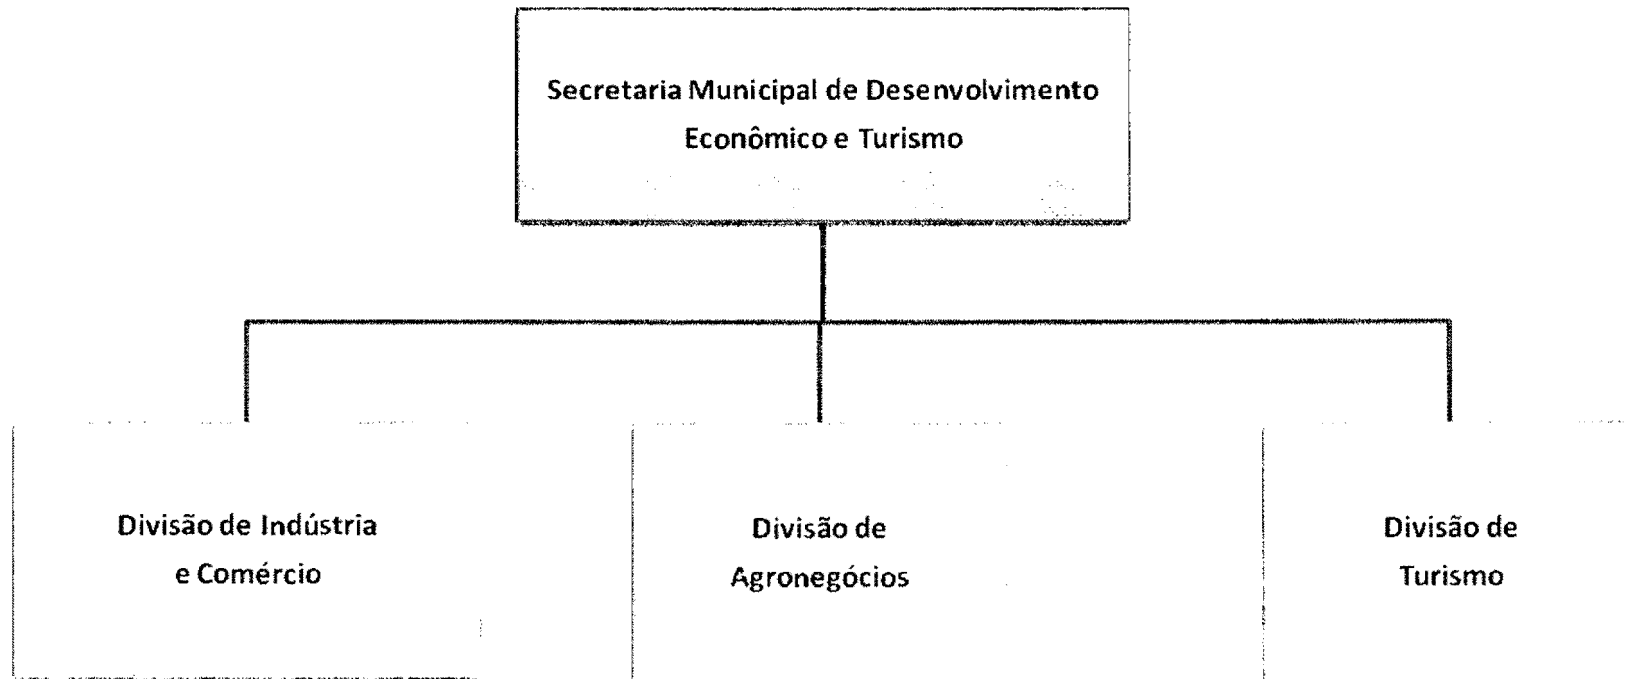 Secretaria Municipal de Desenvolvimento
Econômico e Turismo
Divisão de Indústria
e Comércio
Divisão de
Agronegócios
Divisão de
Turismo